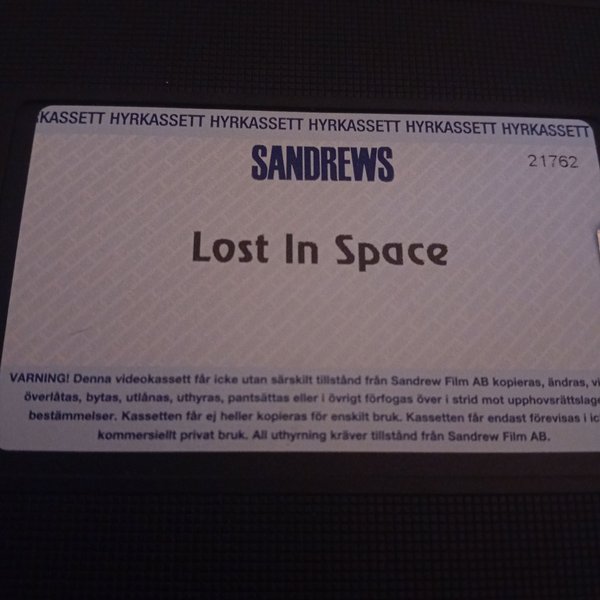 KASSETT HYRKASSETT HYRKASSETT HYRKASSETT HYRKASSETT HYRKASSETT
SANDREWS
21762
Lost In Space
VARNING! Denna videokassett får icke utan särskilt tillstånd från Sandrew Film AB kopieras, ändras, vi
överlåtas, bytas, utlånas, uthyras, pantsättas eller i övrigt förfogas över i strid mot upphovsrättslage
bestämmelser. Kassetten får ej heller kopieras för enskilt bruk. Kassetten får endast förevisas i ic
kommersiellt privat bruk. All uthyrning kräver tillstånd från Sandrew Film AB.